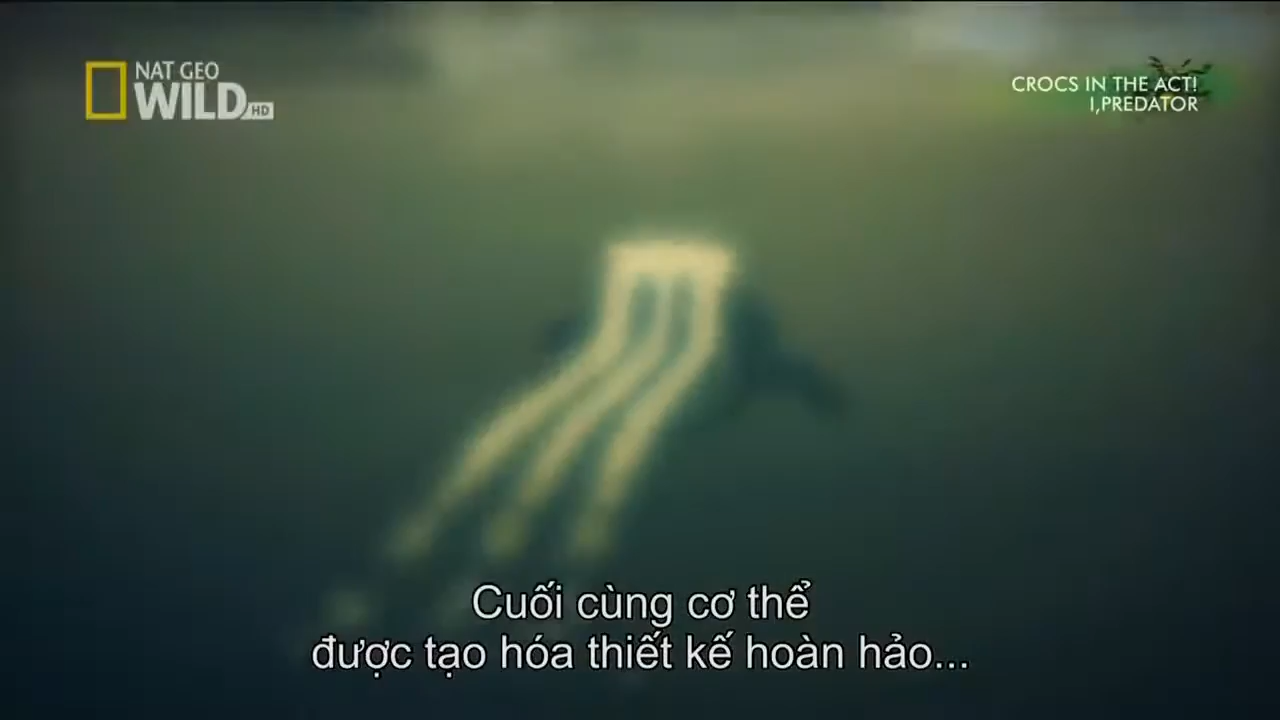 NAT GEO
WILD HD
CROCS IN THE ACT!
I,PREDATOR
Cuối cùng cơ thể
được tạo hóa thiết kế hoàn hảo...